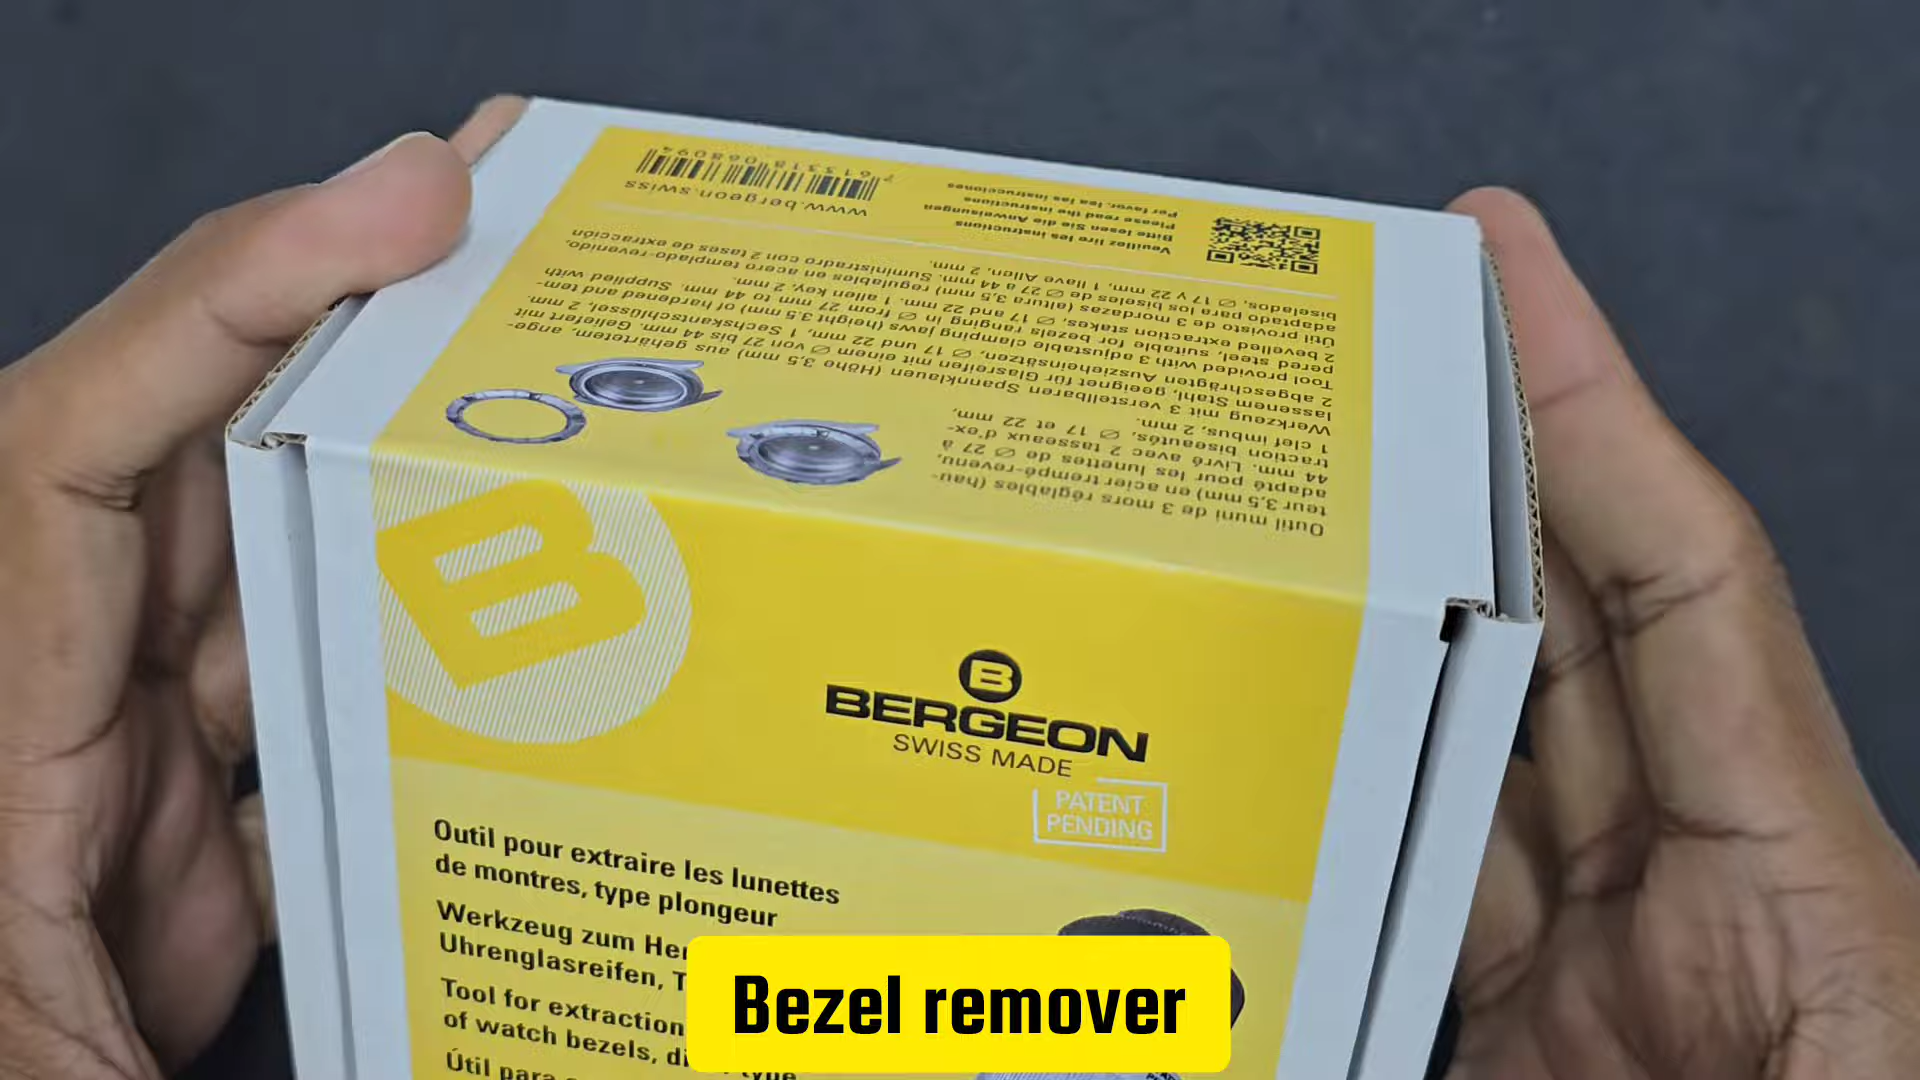 Outil muni de 3 mors réglables (hau-
teur 3,5 mm) en acier trempé-revenu,
adapté pour les lunettes de Ø 27 à
44 mm. Livré avec 2 tasseaux d'ex-
traction biseautés, Ø 17 et 22 mm,
1 clef imbus, 2 mm.
Werkzeug mit 3 verstellbaren Spannklauen (Höhe 3,5 mm) aus gehärtetem, ange-
lassenem Stahl, geeignet für Glasreifen mit einem Ø von 27 bis 44 mm. Geliefert mit
2 abgeschrägten Ausziehеinsätzen, Ø 17 und 22 mm, 1 Sechskantschlüssel, 2 mm.
Tool provided with 3 adjustable clamping jaws (height 3.5 mm) of hardened and tem-
pered steel, suitable for bezels ranging in Ø from 27 mm to 44 mm. Supplied with
2 bevelled extraction stakes, Ø 17 and 22 mm, 1 allen key, 2 mm.
Útil provisto de 3 mordazas (altura 3,5 mm) regulables en acero templado-revenido,
adaptado para los biseles de Ø 27 a 44 mm. Suministradro con 2 tases de extracción
biselados, Ø 17 y 22 mm, 1 llave Allen, 2 mm.
Veuillez lire les instructions
Bitte lesen Sie die Anweisungen
Please read the instructions
Per favor, lea las instrucciones
www.bergeon.swiss
7 613318 068094
B
B
BERGEON
SWISS MADE
PATENT
PENDING
Outil pour extraire les lunettes
de montres, type plongeur
Werkzeug zum
Uhrenglasreifen,
Tool for extraction
of watch bezels, type
Útil para
Bezel remover